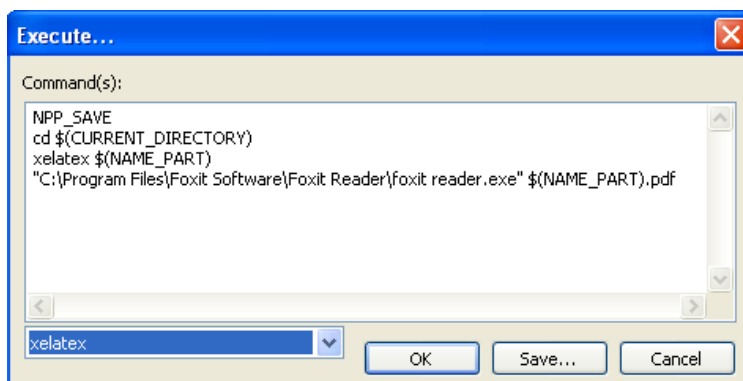 Execute...
Command(s):
NPP_SAVE
cd $(CURRENT_DIRECTORY)
xelatex $(NAME_PART)
"C:\Program Files\Foxit Software\Foxit Reader\foxit reader.exe" $(NAME_PART).pdf
xelatex
OK Save... Cancel